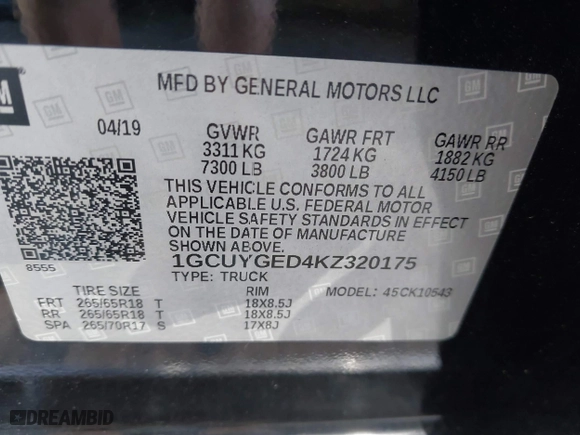 GM
MFD BY GENERAL MOTORS LLC
04/19 GVWR GAWR FRT GAWR RR
3311 KG 1724 KG 1882 KG
7300 LB 3800 LB 4150 LB
THIS VEHICLE CONFORMS TO ALL
APPLICABLE U.S. FEDERAL MOTOR
VEHICLE SAFETY STANDARDS IN EFFECT
ON THE DATE OF MANUFACTURE
SHOWN ABOVE.
8555
1GCUYGED4KZ320175
TYPE: TRUCK MODEL: 45CK10543
TIRE SIZE RIM
FRT 265/65R18 T 18X8.5J
RR 265/65R18 T 18X8.5J
SPA 265/70R17 S 17X8J
DREAMBID